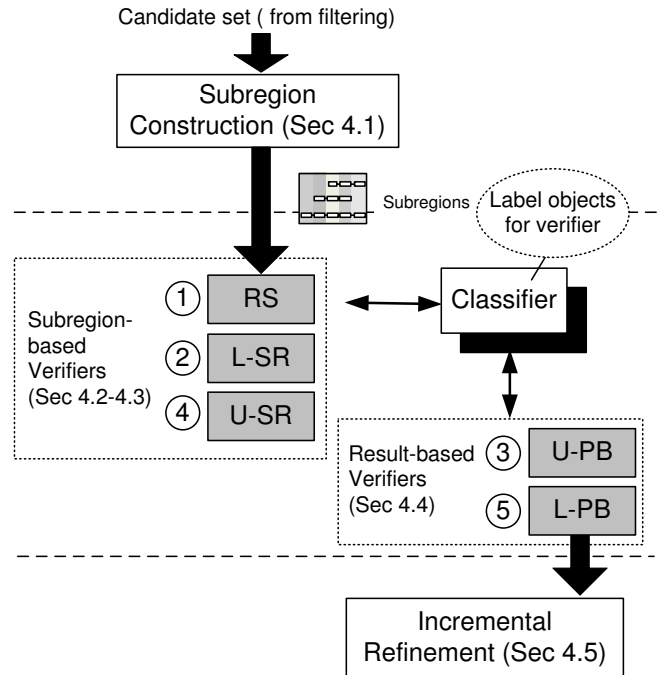 Candidate set ( from filtering)
Subregion
Construction (Sec 4.1)
Subregions
Label objects
for verifier
Subregion-
based
Verifiers
(Sec 4.2-4.3)
1
RS
2
L-SR
4
U-SR
Classifier
Result-based
Verifiers
(Sec 4.4)
3
U-PB
5
L-PB
Incremental
Refinement (Sec 4.5)